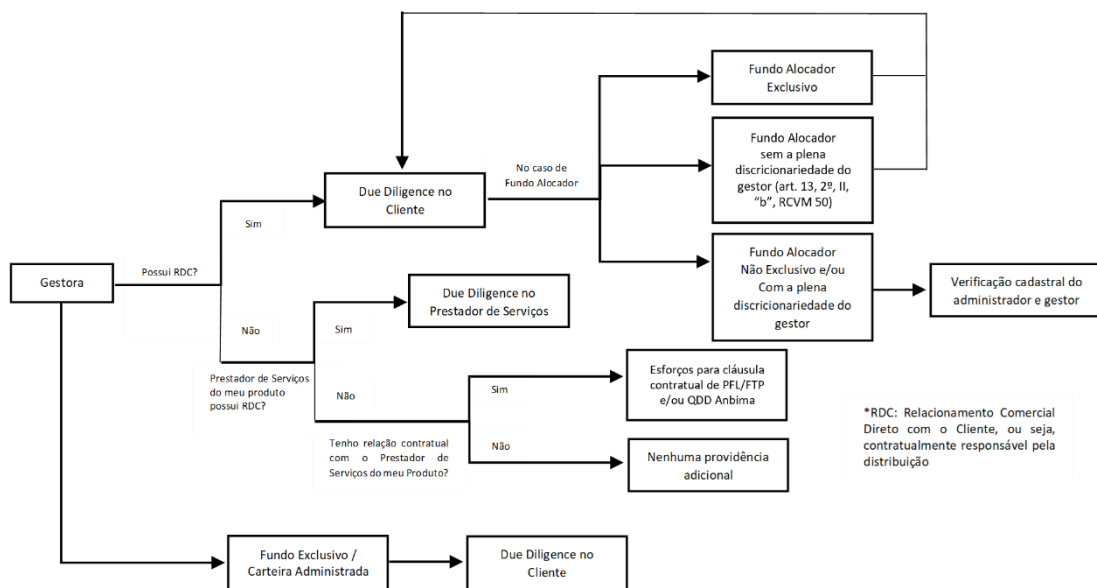 Fundo Alocador
Exclusivo
No caso de
Fundo Alocador
Fundo Alocador
sem a plena
discricionariedade do
gestor (art. 13, 2º, II,
“b”, RCVM 50)
Due Diligence no
Cliente
Sim
Possui RDC?
Gestora
Fundo Alocador
Não Exclusivo e/ou
Com a plena
discricionariedade do
gestor
Verificação cadastral do
administrador e gestor
Due Diligence no
Prestador de Serviços
Não
Sim
Prestador de Serviços
do meu produto
possui RDC?
Não
Sim
Esforços para cláusula
contratual de PFL/FTP
e/ou QDD Anbima
Tenho relação contratual
com o Prestador de
Serviços do meu Produto?
Não
Nenhuma providência
adicional
*RDC: Relacionamento Comercial
Direto com o Cliente, ou seja,
contratualmente responsável pela
distribuição
Fundo Exclusivo /
Carteira Administrada
Due Diligence no
Cliente